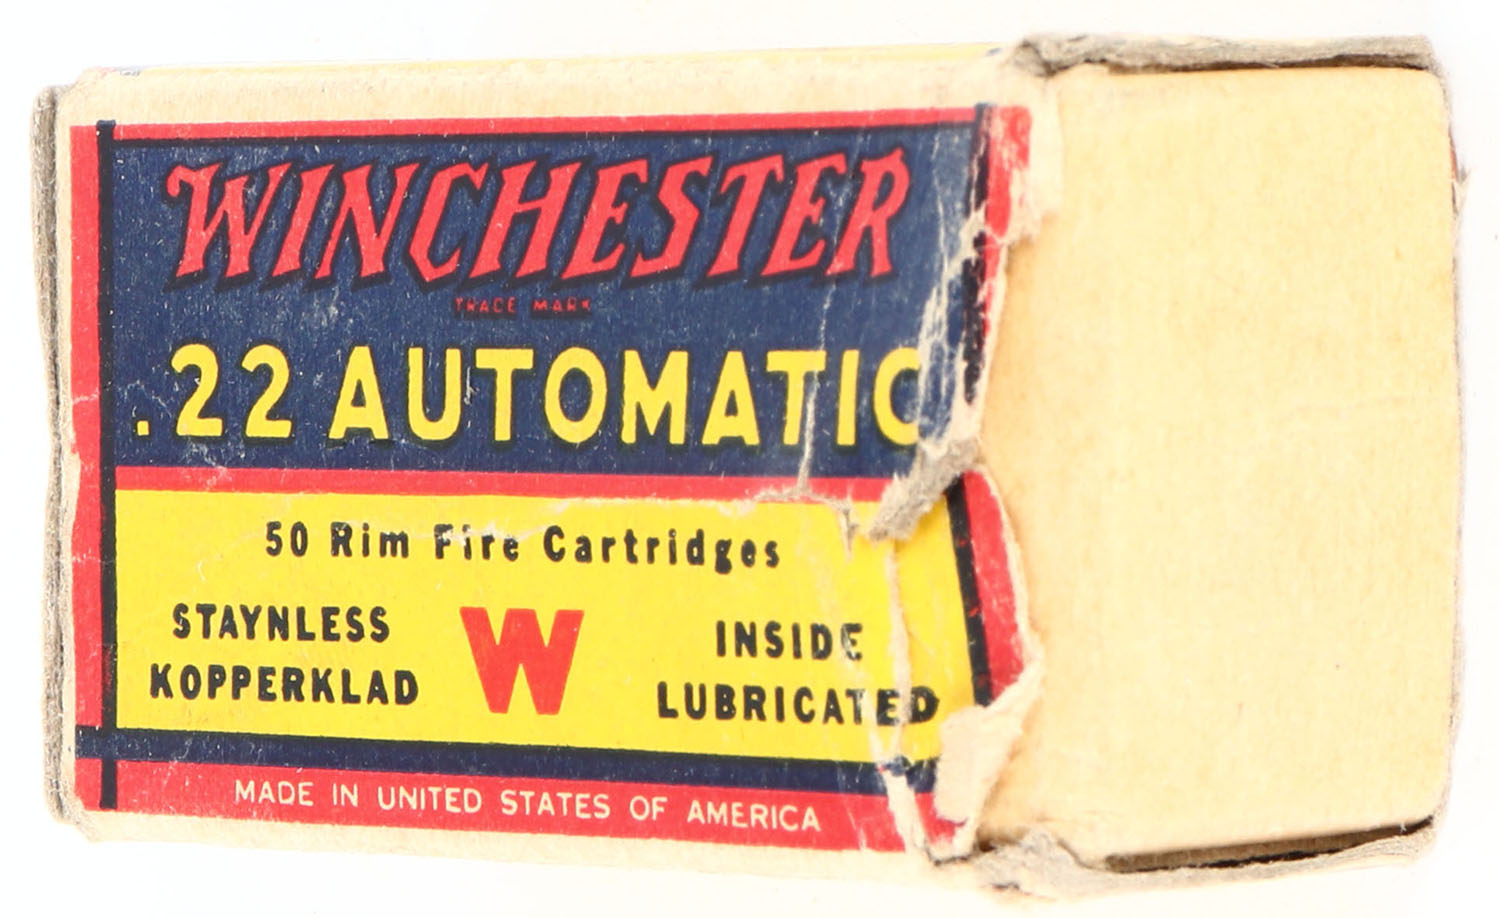 WINCHESTER
TRADE MARK
.22 AUTOMATIC
50 Rim Fire Cartridges
STAYNLESS
KOPPERKLAD
W
INSIDE
LUBRICATED
MADE IN UNITED STATES OF AMERICA